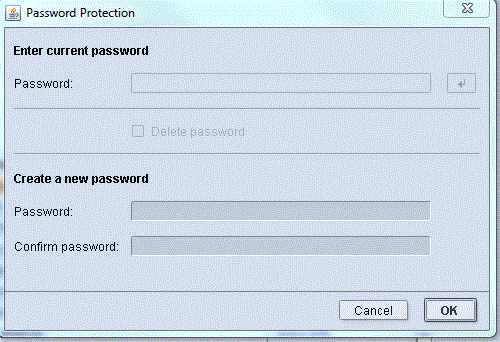 Password Protection
Enter current password
Password:
Delete password
Create a new password
Password:
Confirm password:
Cancel OK